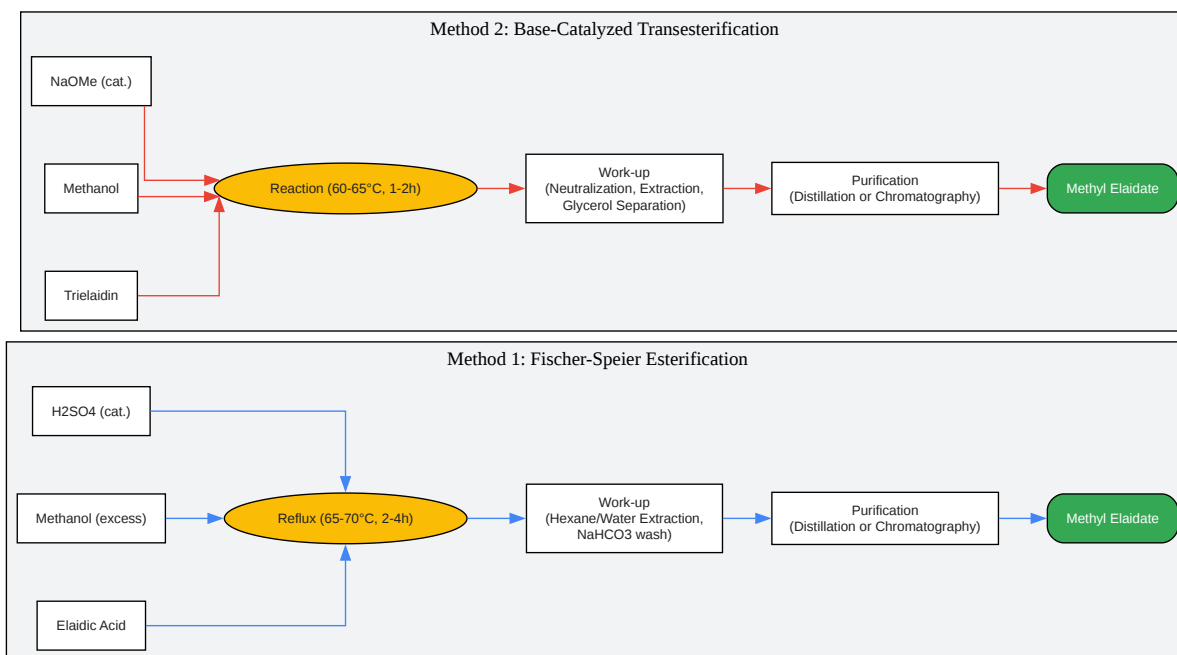 Method 2: Base-Catalyzed Transesterification
NaOMe (cat.)
Methanol
Trielaidin
Reaction (60-65°C, 1-2h)
Work-up
(Neutralization, Extraction,
Glycerol Separation)
Purification
(Distillation or Chromatography)
Methyl Elaidate
Method 1: Fischer-Speier Esterification
H2SO4 (cat.)
Methanol (excess)
Elaidic Acid
Reflux (65-70°C, 2-4h)
Work-up
(Hexane/Water Extraction,
NaHCO3 wash)
Purification
(Distillation or Chromatography)
Methyl Elaidate